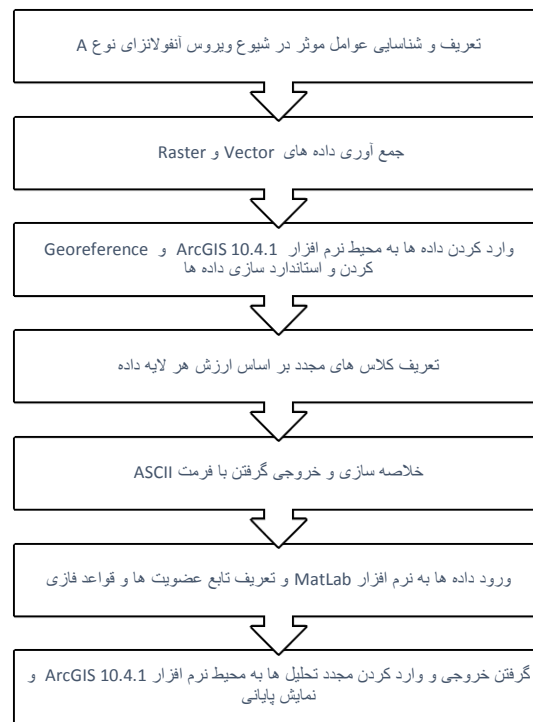 تعریف و شناسایی عوامل موثر در شیوع ویروس آنفولانزای نوع A
جمع آوری داده های Vector و Raster
وارد کردن داده ها به محیط نرم افزار ArcGIS 10.4.1 و Georeference
کردن و استاندارد سازی داده ها
تعریف کلاس های مجدد بر اساس ارزش هر لایه داده
خلاصه سازی و خروجی گرفتن با فرمت ASCII
ورود داده ها به نرم افزار MatLab و تعریف تابع عضویت ها و قواعد فازی
گرفتن خروجی و وارد کردن مجدد تحلیل ها به محیط نرم افزار ArcGIS 10.4.1 و
نمایش پایانی